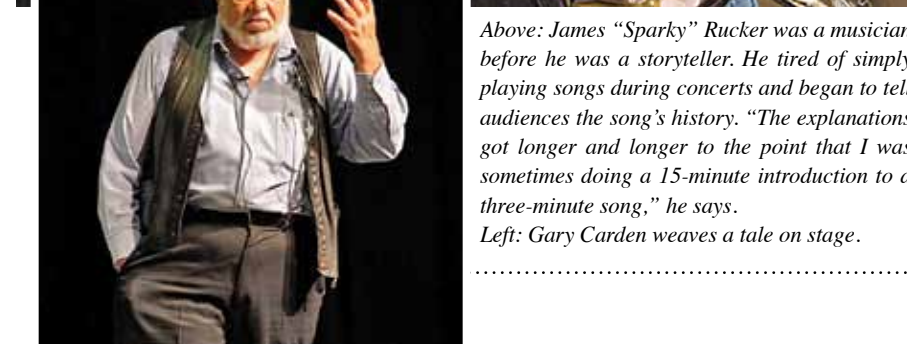 Above: James “Sparky” Rucker was a musician
before he was a storyteller. He tired of simply
playing songs during concerts and began to tell
audiences the song’s history. “The explanations
got longer and longer to the point that I was
sometimes doing a 15-minute introduction to a
three-minute song,” he says.
Left: Gary Carden weaves a tale on stage.